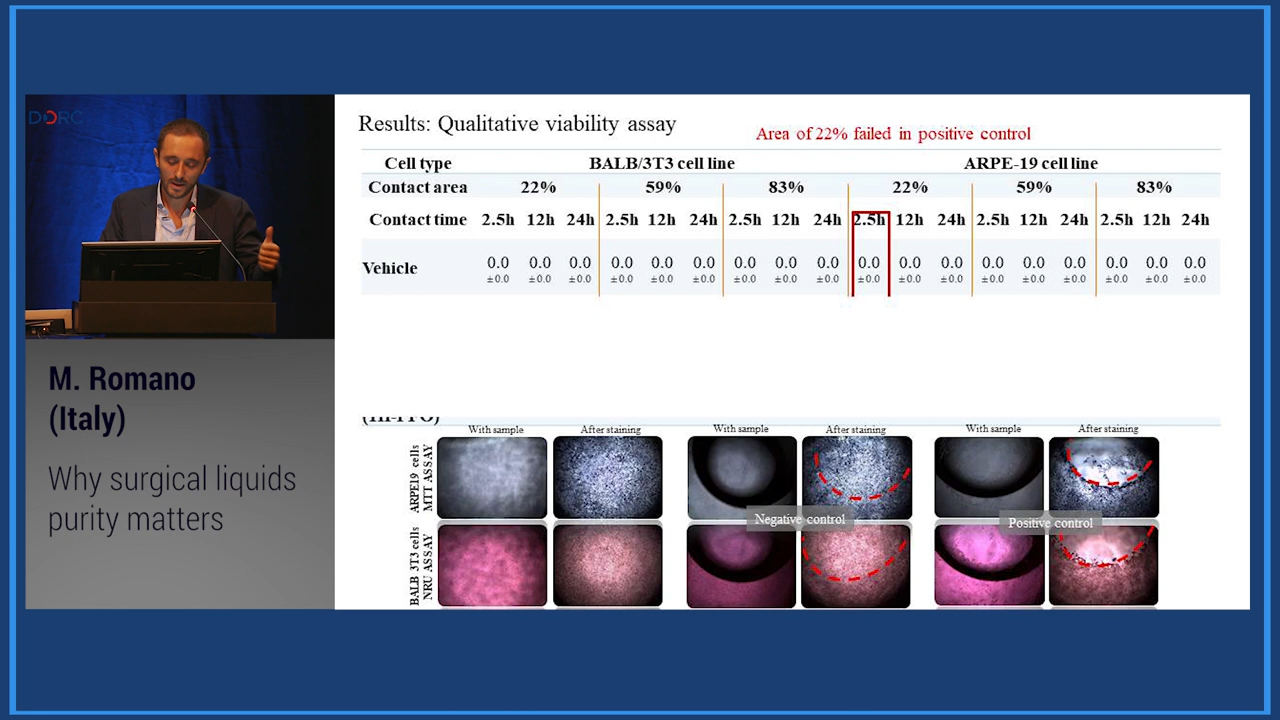 DORC
M. Romano
(Italy)
Why surgical liquids
purity matters
Results: Qualitative viability assay
Area of 22% failed in positive control
Cell type BALB/3T3 cell line ARPE-19 cell line
Contact area 22% 59% 83% 22% 59% 83%
Contact time 2.5h 12h 24h 2.5h 12h 24h 2.5h 12h 24h 2.5h 12h 24h 2.5h 12h 24h 2.5h 12h 24h
Vehicle 0.0 0.0 0.0 0.0 0.0 0.0 0.0 0.0 0.0 0.0 0.0 0.0 0.0 0.0 0.0 0.0 0.0 0.0
±0.0 ±0.0 ±0.0 ±0.0 ±0.0 ±0.0 ±0.0 ±0.0 ±0.0 ±0.0 ±0.0 ±0.0 ±0.0 ±0.0 ±0.0 ±0.0 ±0.0 ±0.0
With sample After staining With sample After staining With sample After staining
ARPE19 cells
MTT ASSAY
Negative control Positive control
BALB 3T3 cells
NRU ASSAY